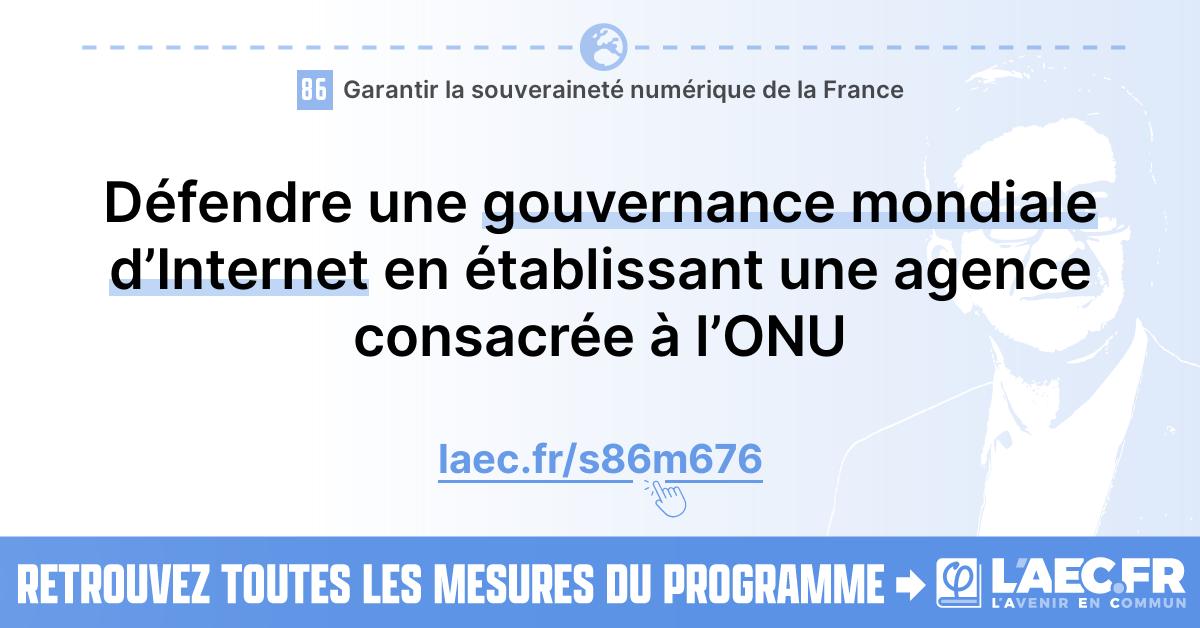 86 Garantir la souveraineté numérique de la France
Défendre une gouvernance mondiale
d’Internet en établissant une agence
consacrée à l’ONU
laec.fr/s86m676
RETROUVEZ TOUTES LES MESURES DU PROGRAMME
L'AEC.FR
L'AVENIR EN COMMUN